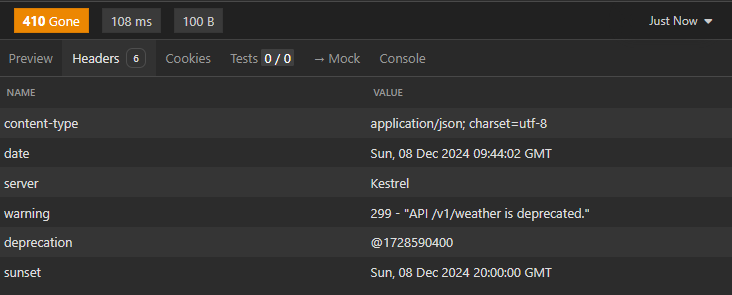 410 Gone 108 ms 100 B Just Now
Preview Headers 6 Cookies Tests 0 / 0 → Mock Console
NAME VALUE
content-type application/json; charset=utf-8
date Sun, 08 Dec 2024 09:44:02 GMT
server Kestrel
warning 299 - "API /v1/weather is deprecated."
deprecation @1728590400
sunset Sun, 08 Dec 2024 20:00:00 GMT